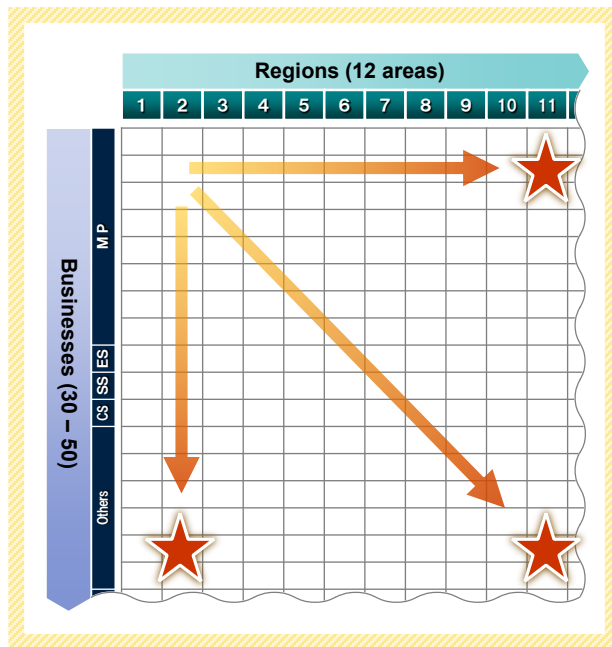 Regions (12 areas)
1 2 3 4 5 6 7 8 9 10 11
Businesses (30 – 50)
MP
ES
SS
CS
Others